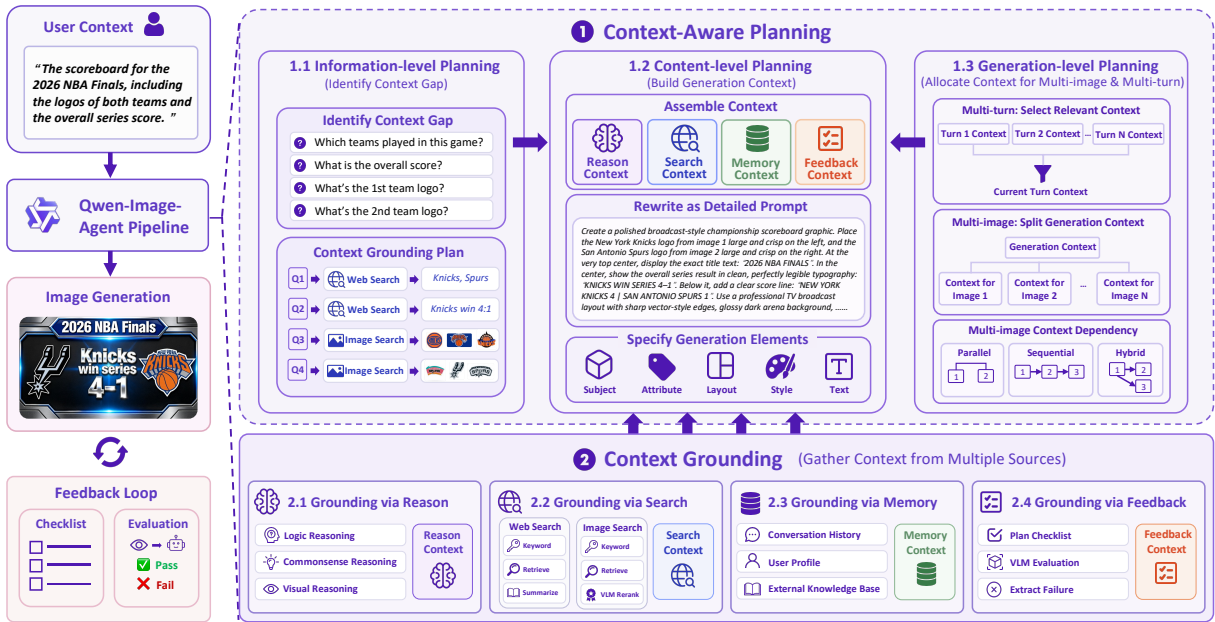 User Context
“The scoreboard for the
2026 NBA Finals, including
the logos of both teams and
the overall series score. ”
Qwen-Image-
Agent Pipeline
Image Generation
2026 NBA Finals
Knicks
win series
4-1
KNICKS
Feedback Loop
Checklist
Evaluation
Pass
Fail
1 Context-Aware Planning
1.1 Information-level Planning
(Identify Context Gap)
Identify Context Gap
? Which teams played in this game?
? What is the overall score?
? What's the 1st team logo?
? What's the 2nd team logo?
Context Grounding Plan
Q1 Web Search Knicks, Spurs
Q2 Web Search Knicks win 4:1
Q3 Image Search
Q4 Image Search
1.2 Content-level Planning
(Build Generation Context)
Assemble Context
Reason
Context
Search
Context
Memory
Context
Feedback
Context
Rewrite as Detailed Prompt
Create a polished broadcast-style championship scoreboard graphic. Place
the New York Knicks logo from image 1 large and crisp on the left, and the
San Antonio Spurs logo from image 2 large and crisp on the right. At the
very top center, display the exact title text: ‘2026 NBA FINALS’. In the
center, show the overall series result in clean, perfectly legible typography:
‘KNICKS WIN SERIES 4–1’. Below it, add a clear score line: ‘NEW YORK
KNICKS 4 | SAN ANTONIO SPURS 1’. Use a professional TV broadcast
layout with sharp vector-style edges, glossy dark arena background, ......
Specify Generation Elements
Subject
Attribute
Layout
Style
T
Text
1.3 Generation-level Planning
(Allocate Context for Multi-image & Multi-turn)
Multi-turn: Select Relevant Context
Turn 1 Context Turn 2 Context ... Turn N Context
Current Turn Context
Multi-image: Split Generation Context
Generation Context
Context for
Image 1
Context for
Image 2
...
Context for
Image N
Multi-image Context Dependency
Parallel
1 2
Sequential
1 2 3
Hybrid
1 2
3
2 Context Grounding (Gather Context from Multiple Sources)
2.1 Grounding via Reason
Logic Reasoning
Commonsense Reasoning
Visual Reasoning
Reason
Context
2.2 Grounding via Search
Web Search
Keyword
Retrieve
Summarize
Image Search
Keyword
Retrieve
VLM Rerank
Search
Context
2.3 Grounding via Memory
Conversation History
User Profile
External Knowledge Base
Memory
Context
2.4 Grounding via Feedback
Plan Checklist
VLM Evaluation
Extract Failure
Feedback
Context